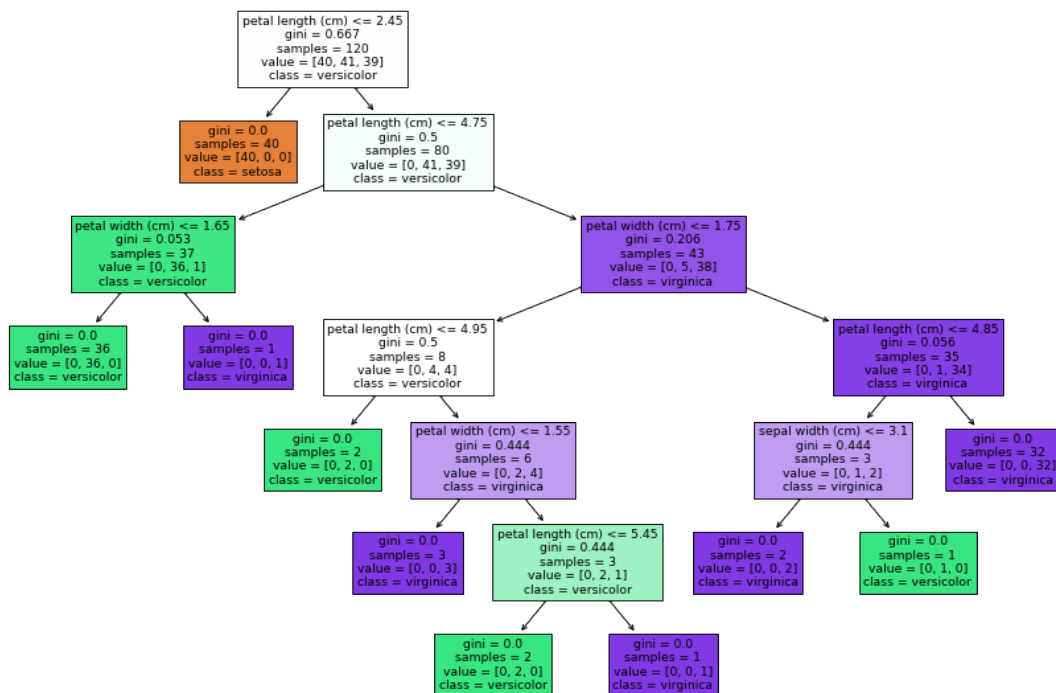 petal length (cm) <= 2.45
gini = 0.667
samples = 120
value = [40, 41, 39]
class = versicolor
gini = 0.0
samples = 40
value = [40, 0, 0]
class = setosa
petal length (cm) <= 4.75
gini = 0.5
samples = 80
value = [0, 41, 39]
class = versicolor
petal width (cm) <= 1.65
gini = 0.053
samples = 37
value = [0, 36, 1]
class = versicolor
petal width (cm) <= 1.75
gini = 0.206
samples = 43
value = [0, 5, 38]
class = virginica
gini = 0.0
samples = 36
value = [0, 36, 0]
class = versicolor
gini = 0.0
samples = 1
value = [0, 0, 1]
class = virginica
petal length (cm) <= 4.95
gini = 0.5
samples = 8
value = [0, 4, 4]
class = versicolor
petal length (cm) <= 4.85
gini = 0.056
samples = 35
value = [0, 1, 34]
class = virginica
gini = 0.0
samples = 2
value = [0, 2, 0]
class = versicolor
petal width (cm) <= 1.55
gini = 0.444
samples = 6
value = [0, 2, 4]
class = virginica
sepal width (cm) <= 3.1
gini = 0.444
samples = 3
value = [0, 1, 2]
class = virginica
gini = 0.0
samples = 32
value = [0, 0, 32]
class = virginica
gini = 0.0
samples = 3
value = [0, 0, 3]
class = virginica
petal length (cm) <= 5.45
gini = 0.444
samples = 3
value = [0, 2, 1]
class = versicolor
gini = 0.0
samples = 2
value = [0, 0, 2]
class = virginica
gini = 0.0
samples = 1
value = [0, 1, 0]
class = versicolor
gini = 0.0
samples = 2
value = [0, 2, 0]
class = versicolor
gini = 0.0
samples = 1
value = [0, 0, 1]
class = virginica